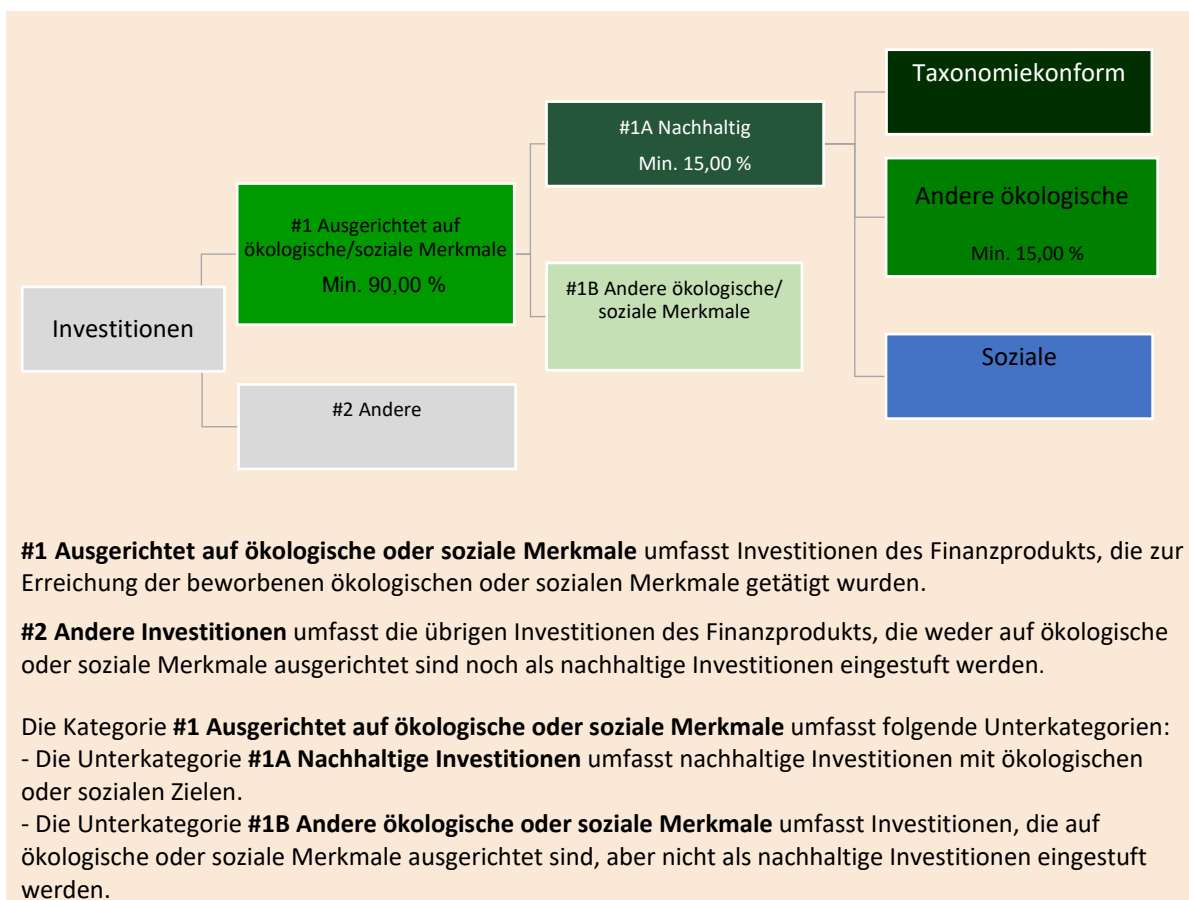 Taxonomiekonform
#1A Nachhaltig
Min. 15,00 %
Andere ökologische
Min. 15,00 %
#1 Ausgerichtet auf
ökologische/soziale Merkmale
Min. 90,00 %
#1B Andere ökologische/
soziale Merkmale
Investitionen
Soziale
#2 Andere
#1 Ausgerichtet auf ökologische oder soziale Merkmale umfasst Investitionen des Finanzprodukts, die zur
Erreichung der beworbenen ökologischen oder sozialen Merkmale getätigt wurden.
#2 Andere Investitionen umfasst die übrigen Investitionen des Finanzprodukts, die weder auf ökologische
oder soziale Merkmale ausgerichtet sind noch als nachhaltige Investitionen eingestuft werden.
Die Kategorie #1 Ausgerichtet auf ökologische oder soziale Merkmale umfasst folgende Unterkategorien:
- Die Unterkategorie #1A Nachhaltige Investitionen umfasst nachhaltige Investitionen mit ökologischen
oder sozialen Zielen.
- Die Unterkategorie #1B Andere ökologische oder soziale Merkmale umfasst Investitionen, die auf
ökologische oder soziale Merkmale ausgerichtet sind, aber nicht als nachhaltige Investitionen eingestuft
werden.